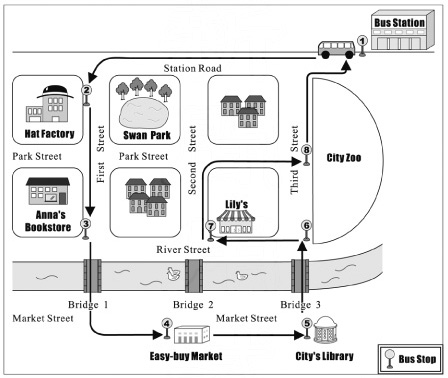 Bus Station
1
Station Road
2
Hat Factory
Swan Park
First Street
Second Street
Third Street
Park Street
Park Street
8
City Zoo
Anna's
Bookstore
3
Lily's
7
6
River Street
Bridge 1
Bridge 2
Bridge 3
Market Street
4
Market Street
5
Easy-buy Market
City's Library
Bus Stop